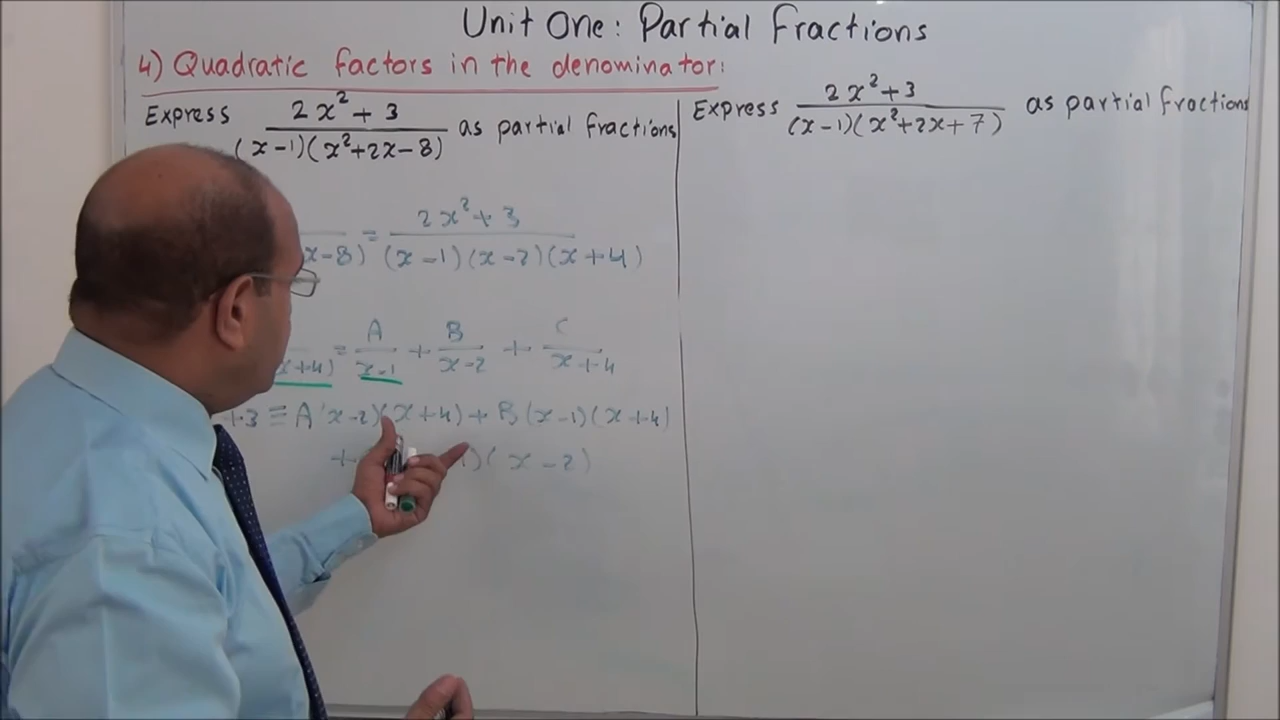 Unit One: Partial Fractions
4) Quadratic factors in the denominator:
Express 2x² + 3 / (x-1)(x²+2x-8) as partial fractions
x-8) = 2x² + 3 / (x-1)(x-2)(x+4)
x+4) = A / x-1 + B / x-2 + C / x+4
+3 ≡ A(x-2)(x+4) + B(x-1)(x+4)
+ 1)(x-2)
Express 2x²+3 / (x-1)(x²+2x+7) as partial fractions